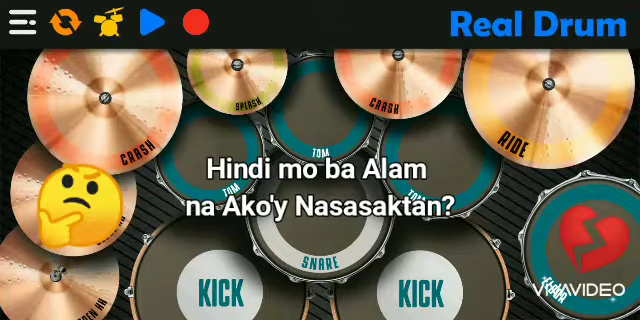 Real Drum
SPLASH
CRASH
CRASH
RIDE
TOM
TOM
Hindi mo ba Alam
na Ako'y Nasasaktan?
SNARE
KICK
KICK
VIVAVIDEO